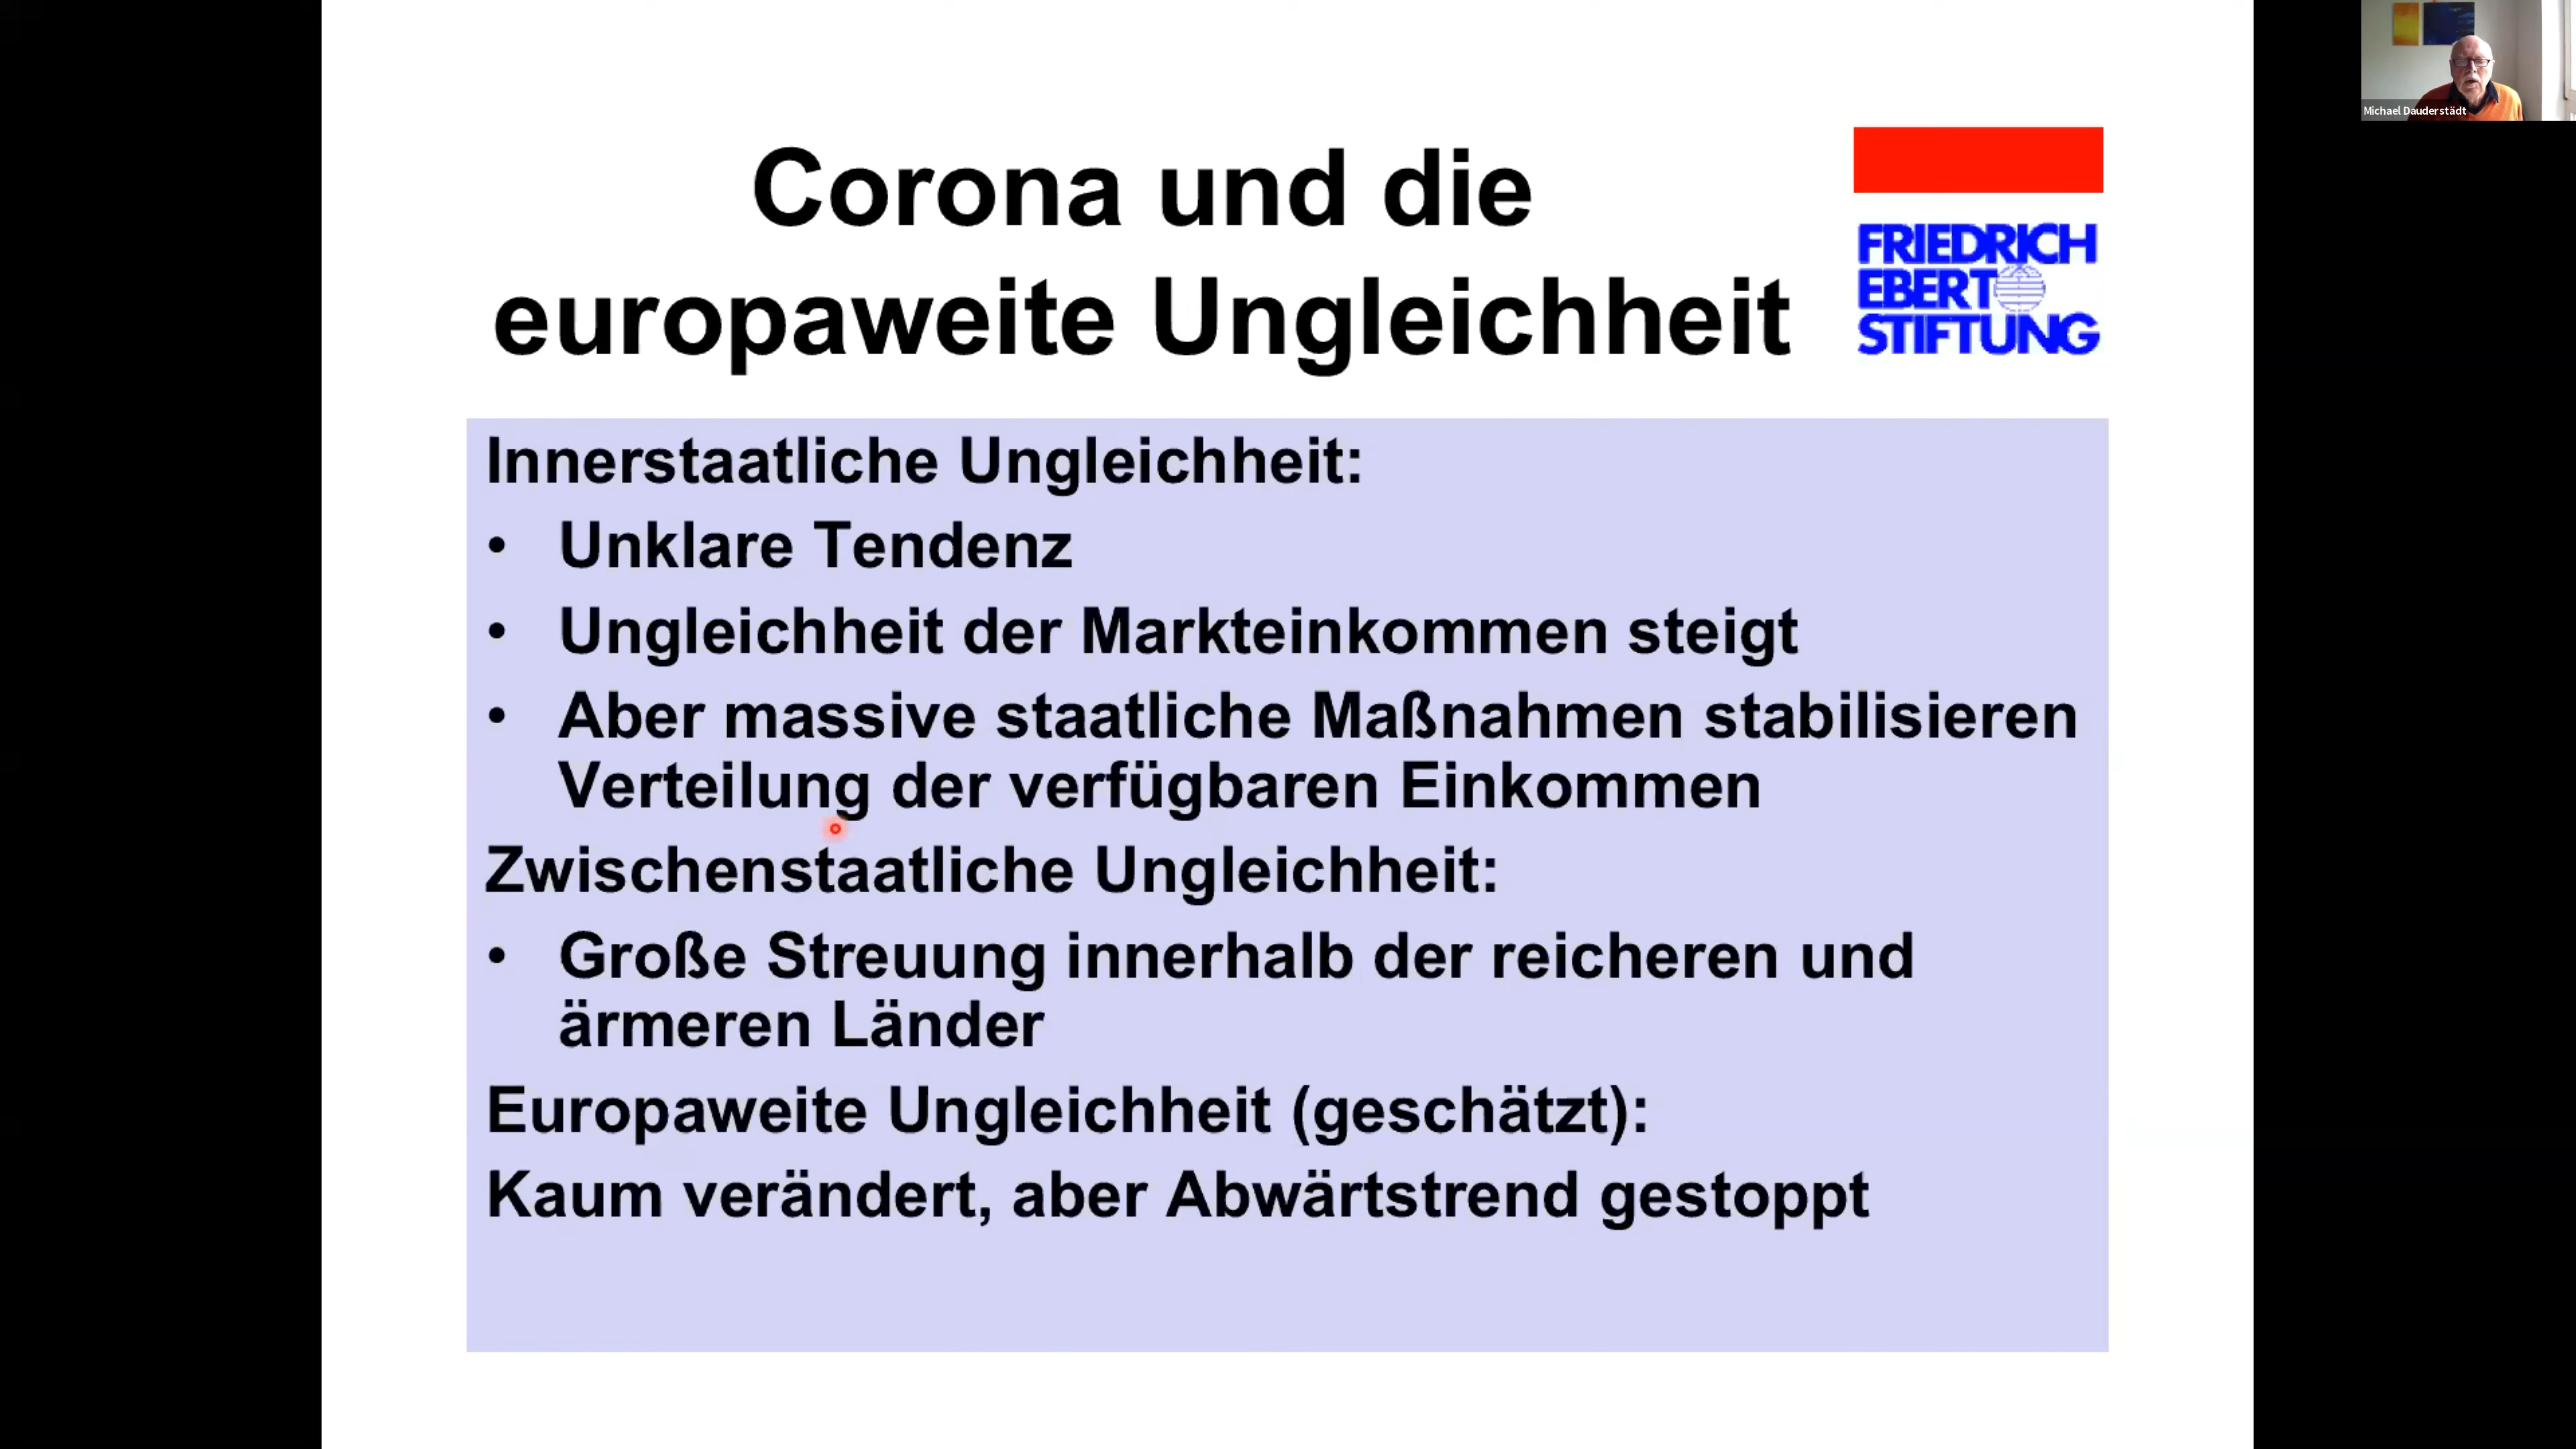 Corona und die
europaweite Ungleichheit
FRIEDRICH
EBERT
STIFTUNG
Innerstaatliche Ungleichheit:
• Unklare Tendenz
• Ungleichheit der Markteinkommen steigt
• Aber massive staatliche Maßnahmen stabilisieren
Verteilung der verfügbaren Einkommen
Zwischenstaatliche Ungleichheit:
• Große Streuung innerhalb der reicheren und
ärmeren Länder
Europaweite Ungleichheit (geschätzt):
Kaum verändert, aber Abwärtstrend gestoppt
Michael Dauderstädt